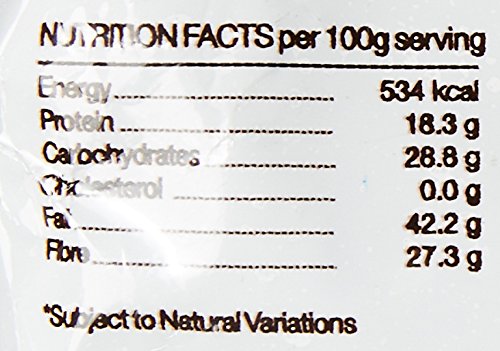 NUTRITION FACTS per 100g serving
Energy 534 kcal
Protein 18.3 g
Carbohydrates 28.8 g
Cholesterol 0.0 g
Fat 42.2 g
Fibre 27.3 g
*Subject to Natural Variations